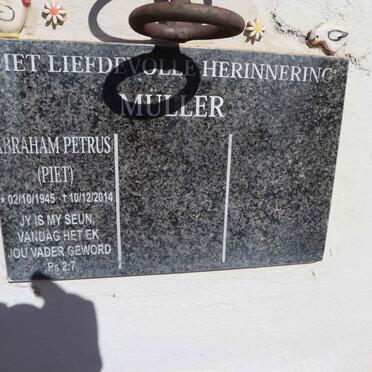 MET LIEFDEVOLLE HERINNERING
MULLER
ABRAHAM PETRUS
(PIET)
* 02/10/1945 † 10/12/2014
JY IS MY SEUN,
VANDAG HET EK
JOU VADER GEWORD
Ps 2:7